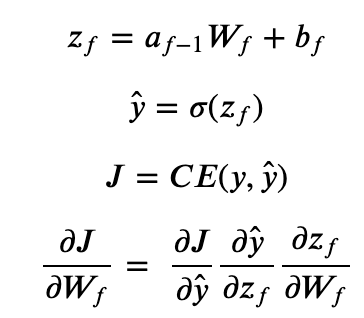 z_f = a_{f−1} W_f + b_f
ŷ = σ(z_f)
J = CE(y, ŷ)
∂J/∂W_f = ∂J/∂ŷ ∂ŷ/∂z_f ∂z_f/∂W_f